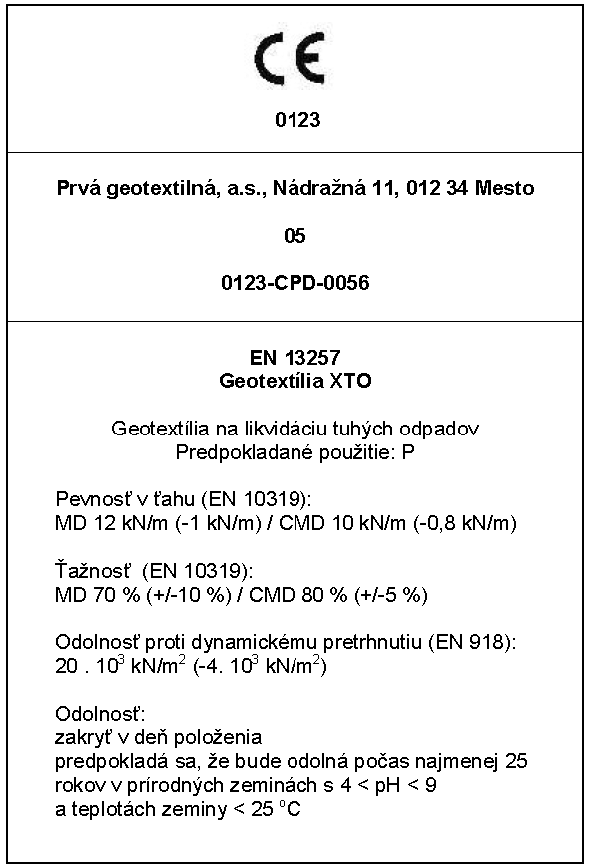 CE
0123
Prvá geotextilná, a.s., Nádražná 11, 012 34 Mesto
05
0123-CPD-0056
EN 13257
Geotextília XTO
Geotextília na likvidáciu tuhých odpadov
Predpokladané použitie: P
Pevnosť v ťahu (EN 10319):
MD 12 kN/m (-1 kN/m) / CMD 10 kN/m (-0,8 kN/m)
Ťažnosť (EN 10319):
MD 70 % (+/-10 %) / CMD 80 % (+/-5 %)
Odolnosť proti dynamickému pretrhnutiu (EN 918):
20 . 10³ kN/m² (-4. 10³ kN/m²)
Odolnosť:
zakryť v deň položenia
predpokladá sa, že bude odolná počas najmenej 25
rokov v prírodných zeminách s 4 < pH < 9
a teplotách zeminy < 25 ºC